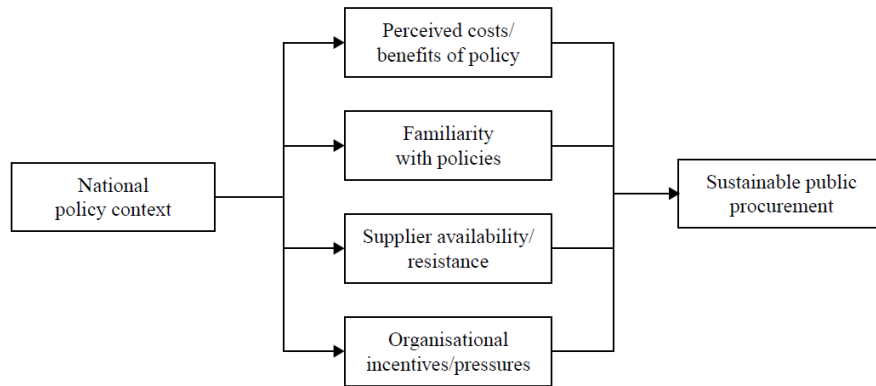 Perceived costs/
benefits of policy
Familiarity
with policies
National
policy context
Sustainable public
procurement
Supplier availability/
resistance
Organisational
incentives/pressures